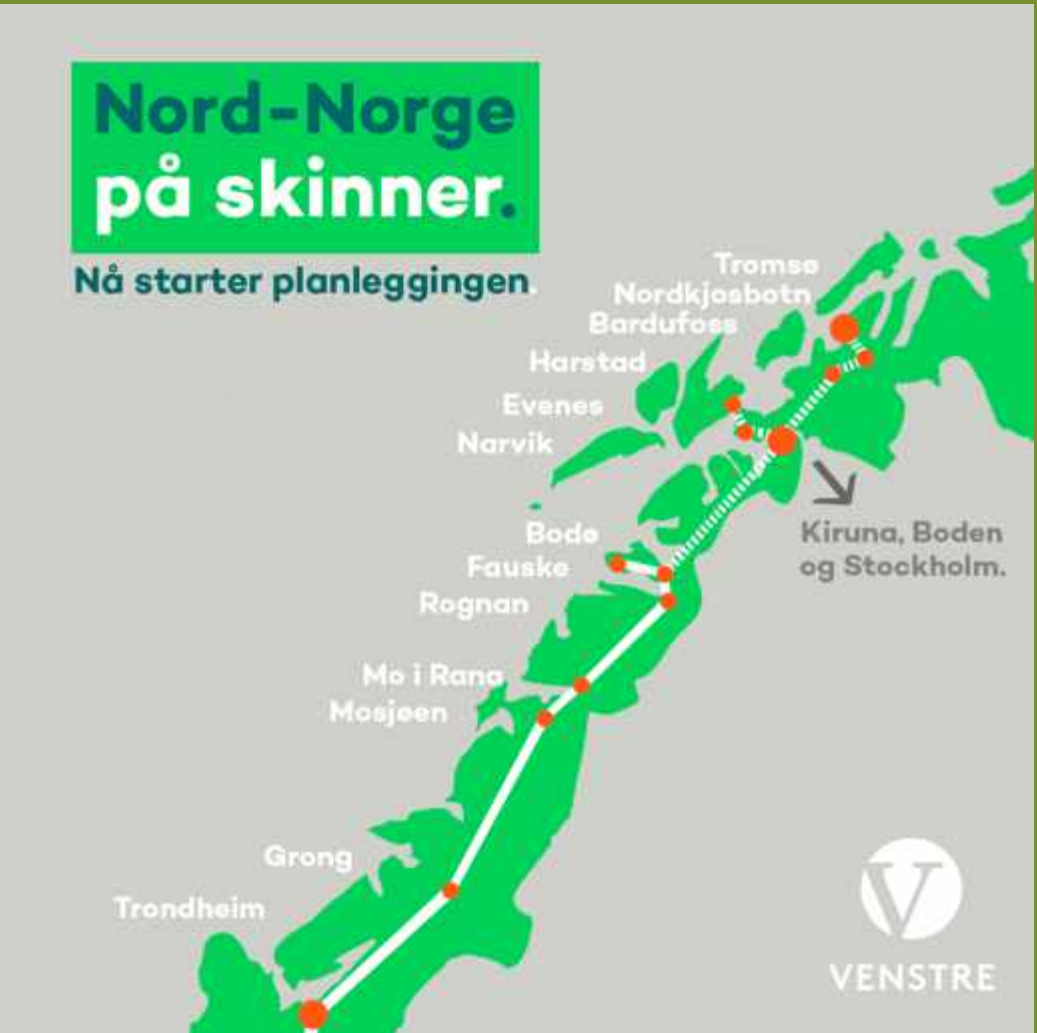 Nord-Norge
på skinner.
Nå starter planleggingen.
Tromsø
Nordkjosbotn
Bardufoss
Harstad
Evenes
Narvik
Kiruna, Boden
og Stockholm.
Bodø
Fauske
Rognan
Mo i Rana
Mosjøen
Grong
Trondheim
V
VENSTRE